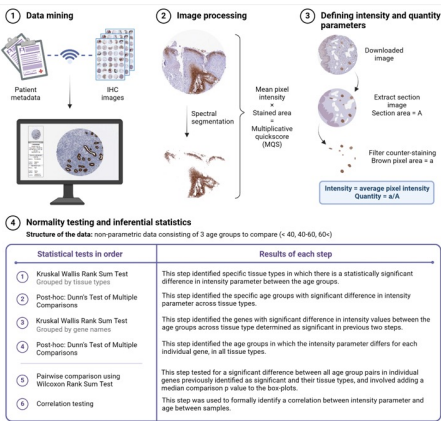 1 Data mining
Patient
metadata
IHC
images
2 Image processing
Spectral
segmentation
Mean pixel
intensity
×
Stained area
=
Multiplicative
quickscore
(MQS)
3 Defining intensity and quantity
parameters
Downloaded
image
Extract section
image
Section area = A
Filter counter-staining
Brown pixel area = a
Intensity = average pixel intensity
Quantity = a/A
4 Normality testing and inferential statistics
Structure of the data: non-parametric data consisting of 3 age groups to compare (< 40, 40-60, 60<)
Statistical tests in order
Results of each step
1 Kruskal Wallis Rank Sum Test
Grouped by tissue types
This step identified specific tissue types in which there is a statistically significant
difference in intensity parameter between the age groups.
2 Post-hoc: Dunn's Test of Multiple
Comparisons
This step identified the specific age groups with significant difference in intensity
parameter across tissue types.
3 Kruskal Wallis Rank Sum Test
Grouped by gene names
This step identified the genes with significant difference in intensity values between the
age groups across tissue type determined as significant in previous two steps.
4 Post-hoc: Dunn's Test of Multiple
Comparisons
This step identified the age groups in which the intensity parameter differs for each
individual gene, in all tissue types.
5 Pairwise comparison using
Wilcoxon Rank Sum Test
This step tested for a significant difference between all age group pairs in individual
genes previously identified as significant and their tissue types, and involved adding a
median comparison p value to the box-plots.
6 Correlation testing
This step was used to formally identify a correlation between intensity parameter and
age between samples.